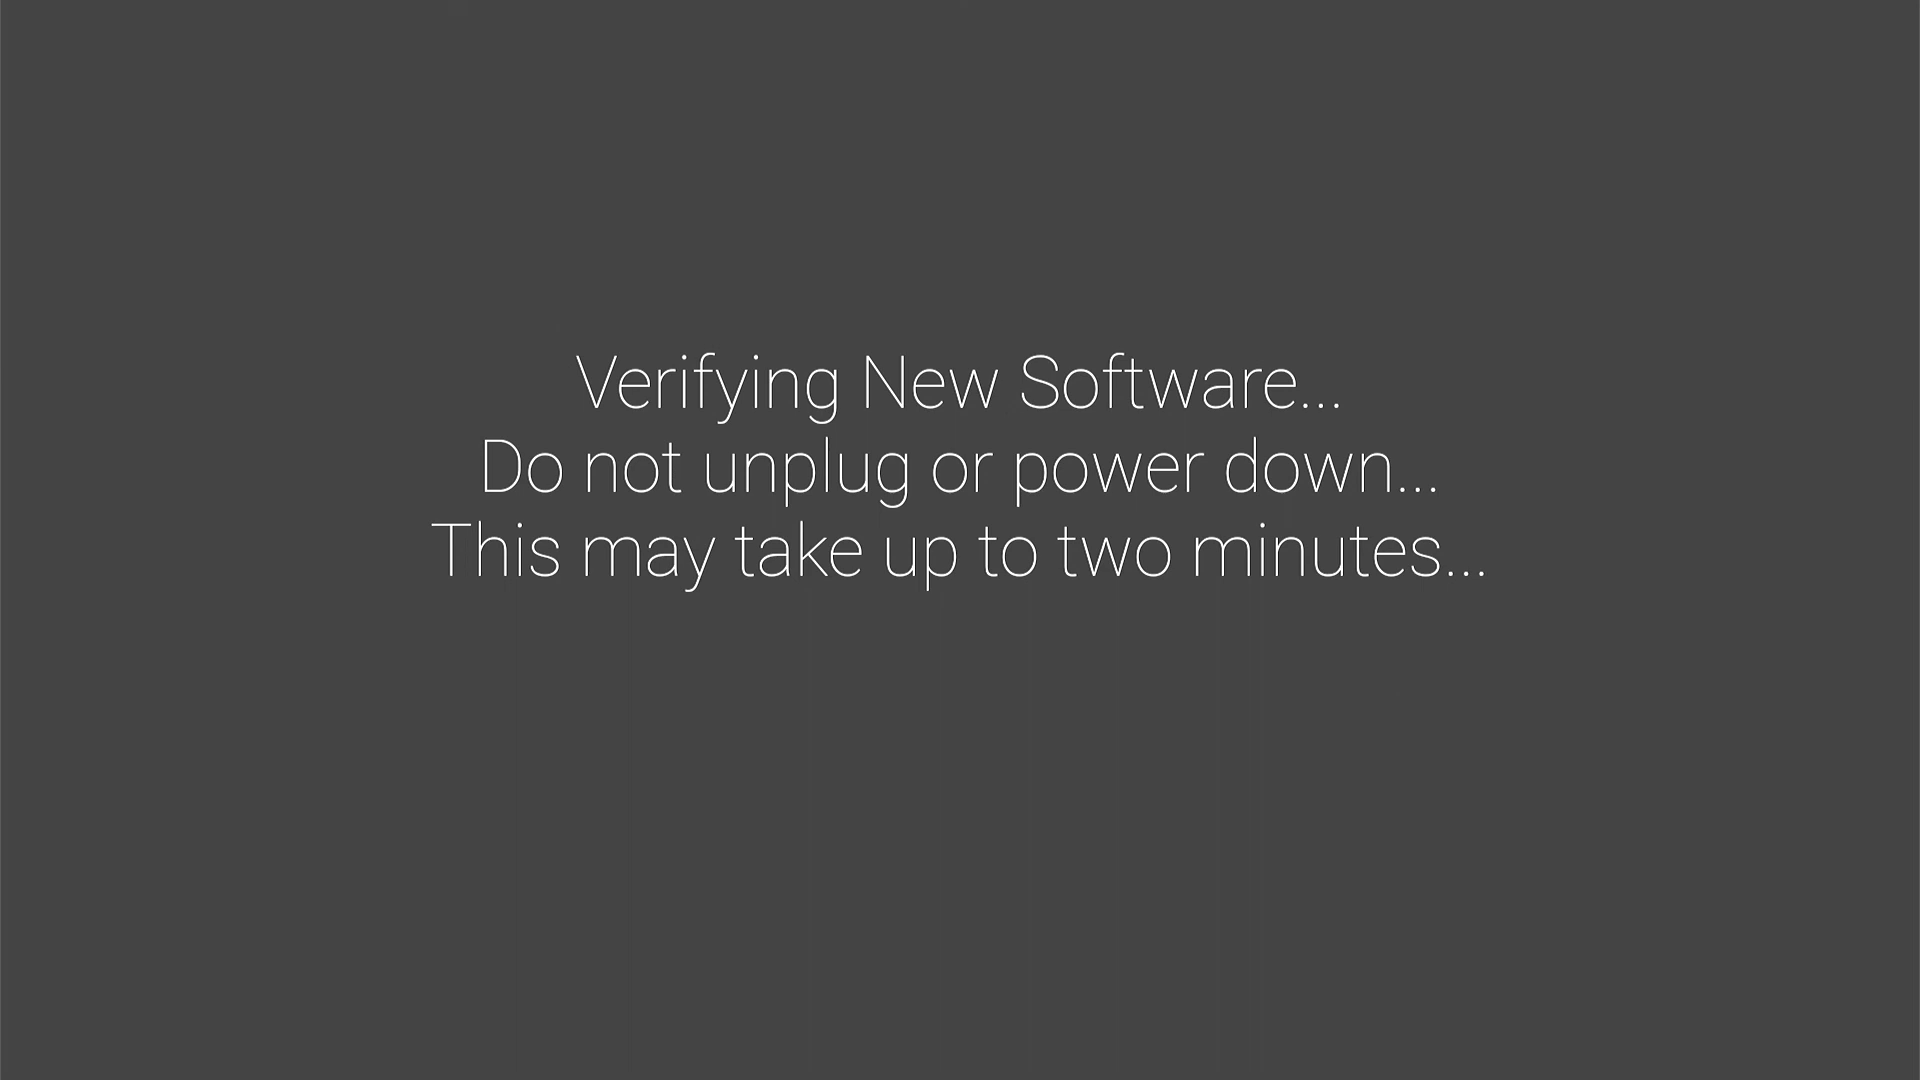 Verifying New Software...
Do not unplug or power down...
This may take up to two minutes...